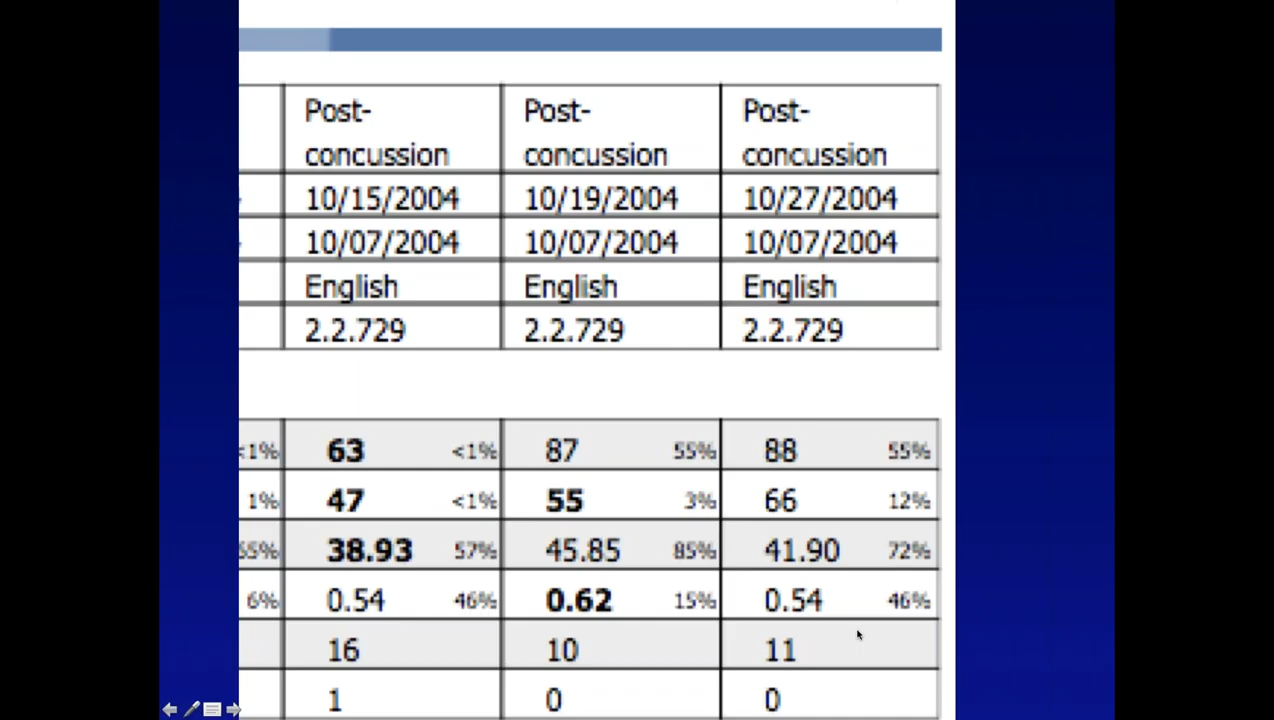 Post- Post- Post-
concussion concussion concussion
10/15/2004 10/19/2004 10/27/2004
10/07/2004 10/07/2004 10/07/2004
English English English
2.2.729 2.2.729 2.2.729
<1% 63 <1% 87 55% 88 55%
1% 47 <1% 55 3% 66 12%
55% 38.93 57% 45.85 85% 41.90 72%
6% 0.54 46% 0.62 15% 0.54 46%
16 10 11
1 0 0